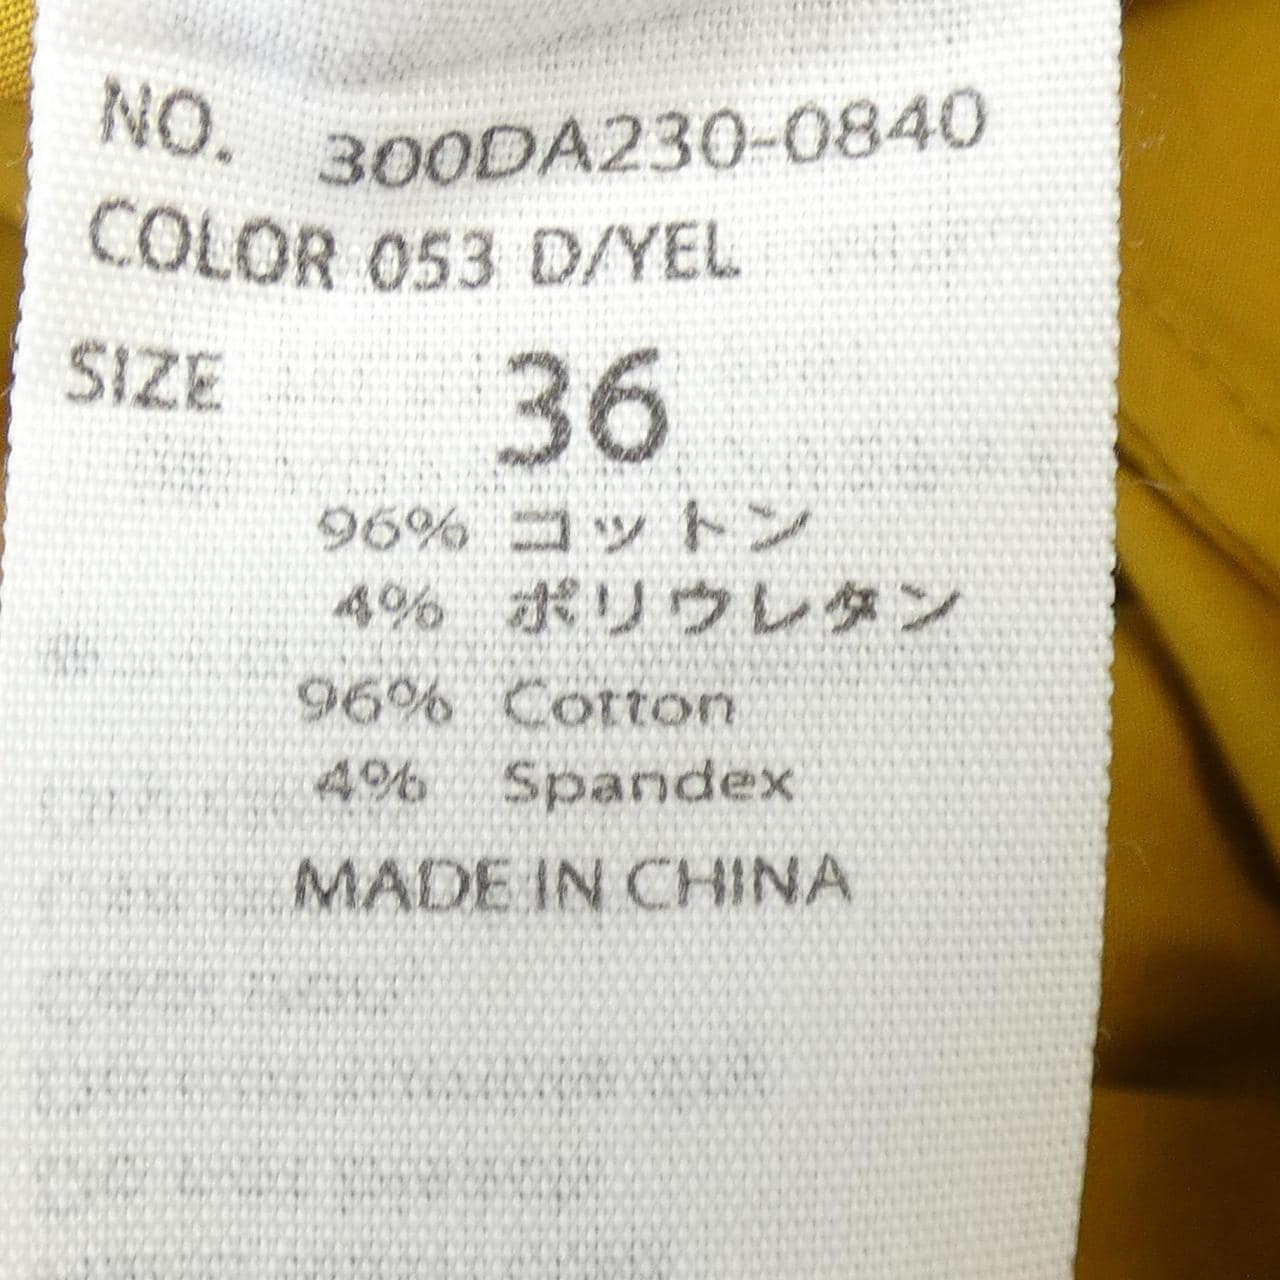 NO. 300DA230-0840
COLOR 053 D/YEL
SIZE 36
96% コットン
4% ポリウレタン
96% Cotton
4% Spandex
MADE IN CHINA